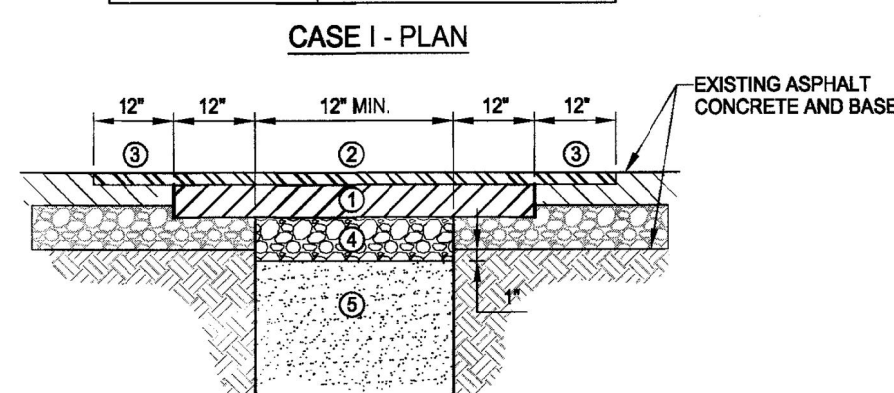 CASE I - PLAN
12" 12" 12" MIN. 12" 12"
EXISTING ASPHALT
CONCRETE AND BASE
3 2 3
1
4
5
1"